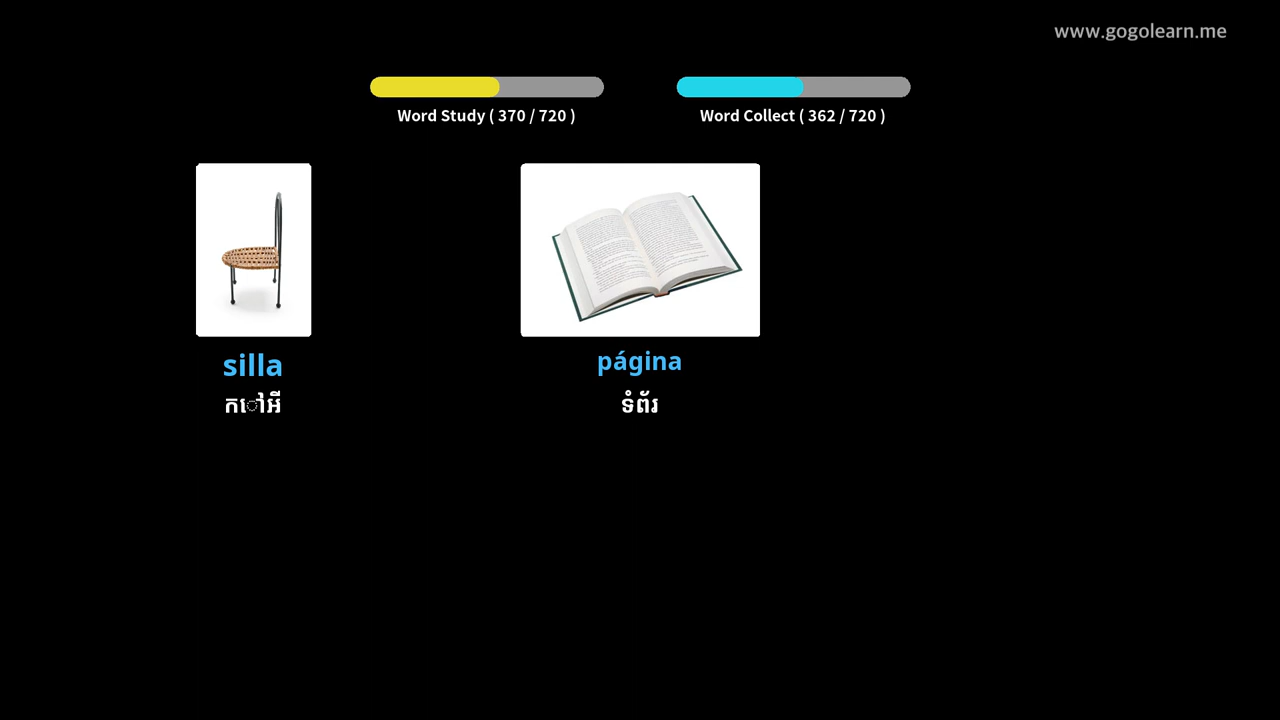 www.gogolearn.me
Word Study ( 370 / 720 )
Word Collect ( 362 / 720 )
silla
página
កៅអី
ទំព័រ